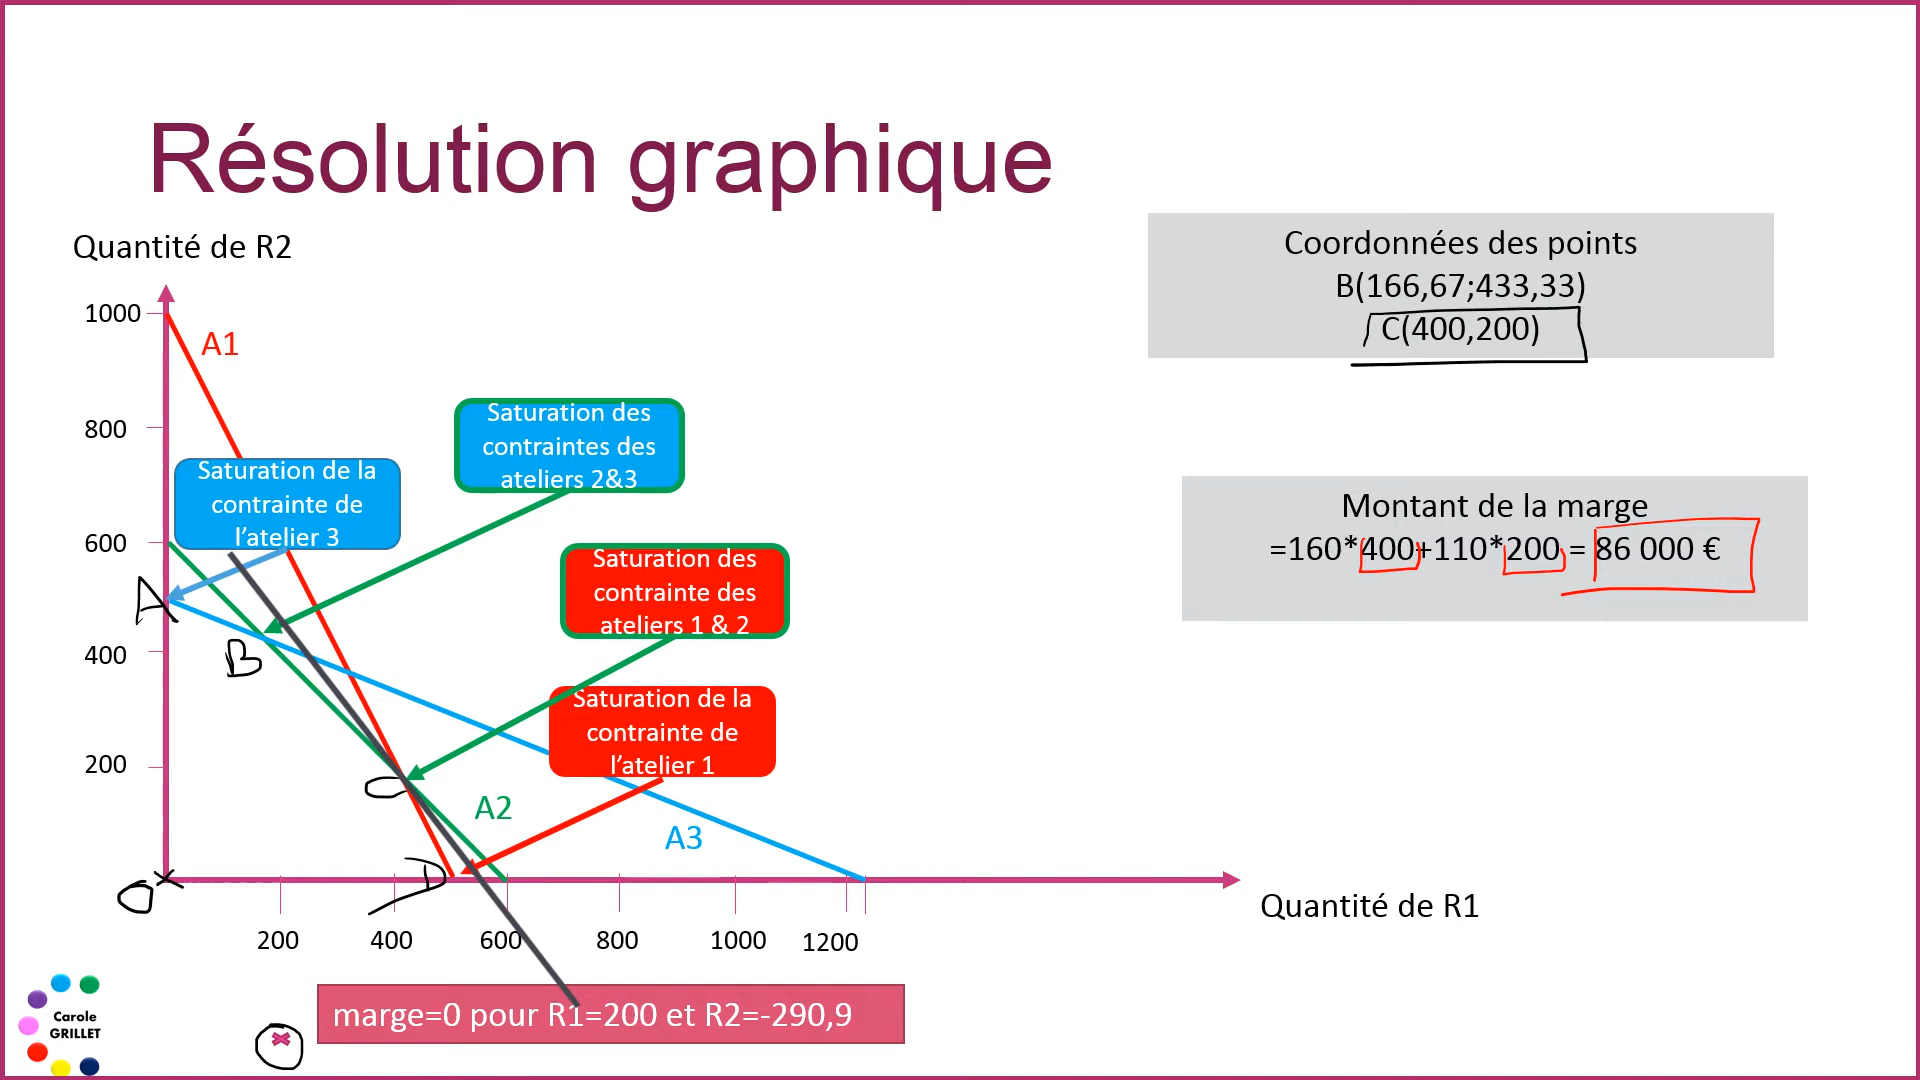 Résolution graphique
Quantité de R2
Coordonnées des points
B(166,67;433,33)
C(400,200)
1000
A1
800
Saturation des
contraintes des
ateliers 2&3
Saturation de la
contrainte de
l'atelier 3
Montant de la marge
=160*400+110*200 = 86 000 €
600
Saturation des
contrainte des
ateliers 1 & 2
A
B
400
Saturation de la
contrainte de
l'atelier 1
200
C
A2
A3
D
O
Quantité de R1
200
400
600
800
1000
1200
marge=0 pour R1=200 et R2=-290,9
Carole
GRILLET